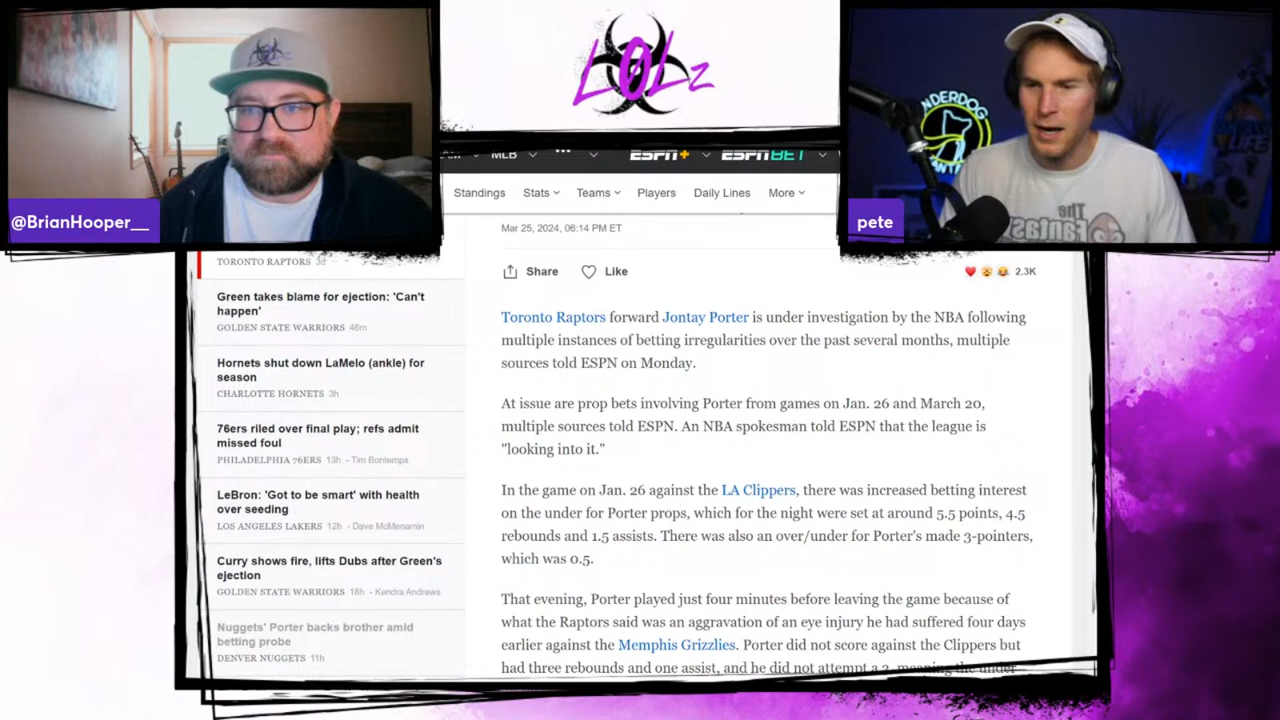 LOLz
LOLz
@BrianHooper__
UNDERDOG
FANTASY
LIFE
The
Fantasy
pete
MLB
...
ESPN+
ESPN BET
Standings
Stats
Teams
Players
Daily Lines
More
Mar 25, 2024, 06:14 PM ET
Share
Like
2.3K
TORONTO RAPTORS 3d
Green takes blame for ejection: 'Can't
happen'
GOLDEN STATE WARRIORS 46m
Hornets shut down LaMelo (ankle) for
season
CHARLOTTE HORNETS 3h
76ers riled over final play; refs admit
missed foul
PHILADELPHIA 76ERS 13h - Tim Bontemps
LeBron: 'Got to be smart' with health
over seeding
LOS ANGELES LAKERS 12h - Dave McMenamin
Curry shows fire, lifts Dubs after Green's
ejection
GOLDEN STATE WARRIORS 18h - Kendra Andrews
Nuggets' Porter backs brother amid
betting probe
DENVER NUGGETS 11h
Toronto Raptors forward Jontay Porter is under investigation by the NBA following
multiple instances of betting irregularities over the past several months, multiple
sources told ESPN on Monday.
At issue are prop bets involving Porter from games on Jan. 26 and March 20,
multiple sources told ESPN. An NBA spokesman told ESPN that the league is
"looking into it."
In the game on Jan. 26 against the LA Clippers, there was increased betting interest
on the under for Porter props, which for the night were set at around 5.5 points, 4.5
rebounds and 1.5 assists. There was also an over/under for Porter's made 3-pointers,
which was 0.5.
That evening, Porter played just four minutes before leaving the game because of
what the Raptors said was an aggravation of an eye injury he had suffered four days
earlier against the Memphis Grizzlies. Porter did not score against the Clippers but
had three rebounds and one assist, and he did not attempt a 3, meaning the under